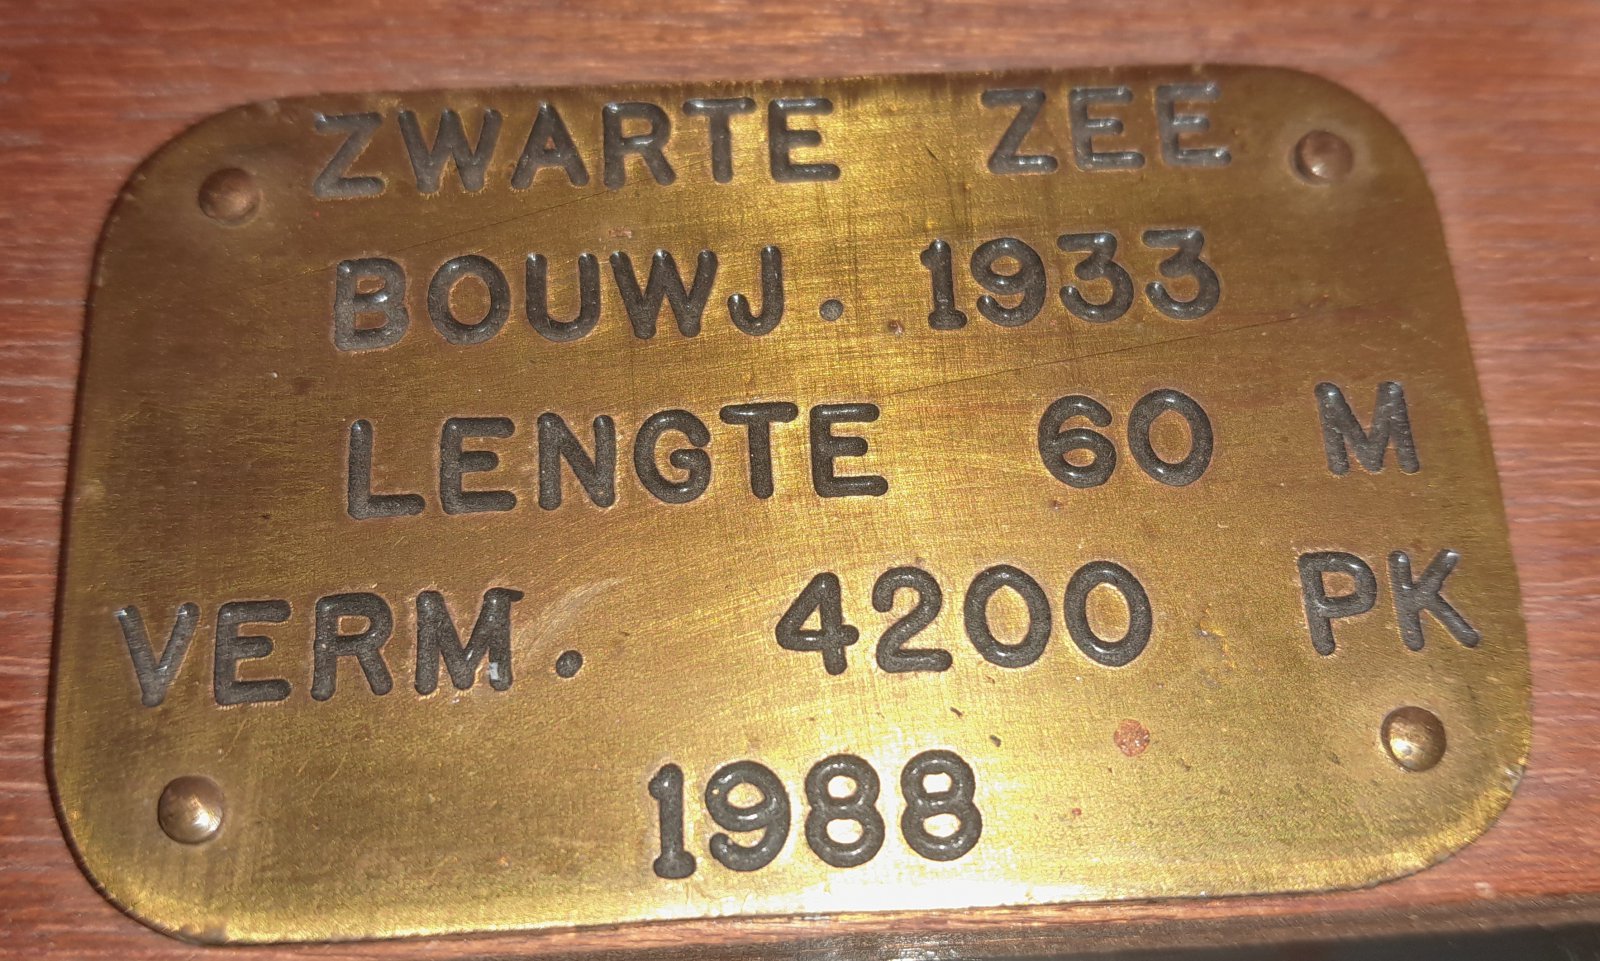 ZWARTE ZEE
BOUWJ. 1933
LENGTE 60 M
VERM. 4200 PK
1988